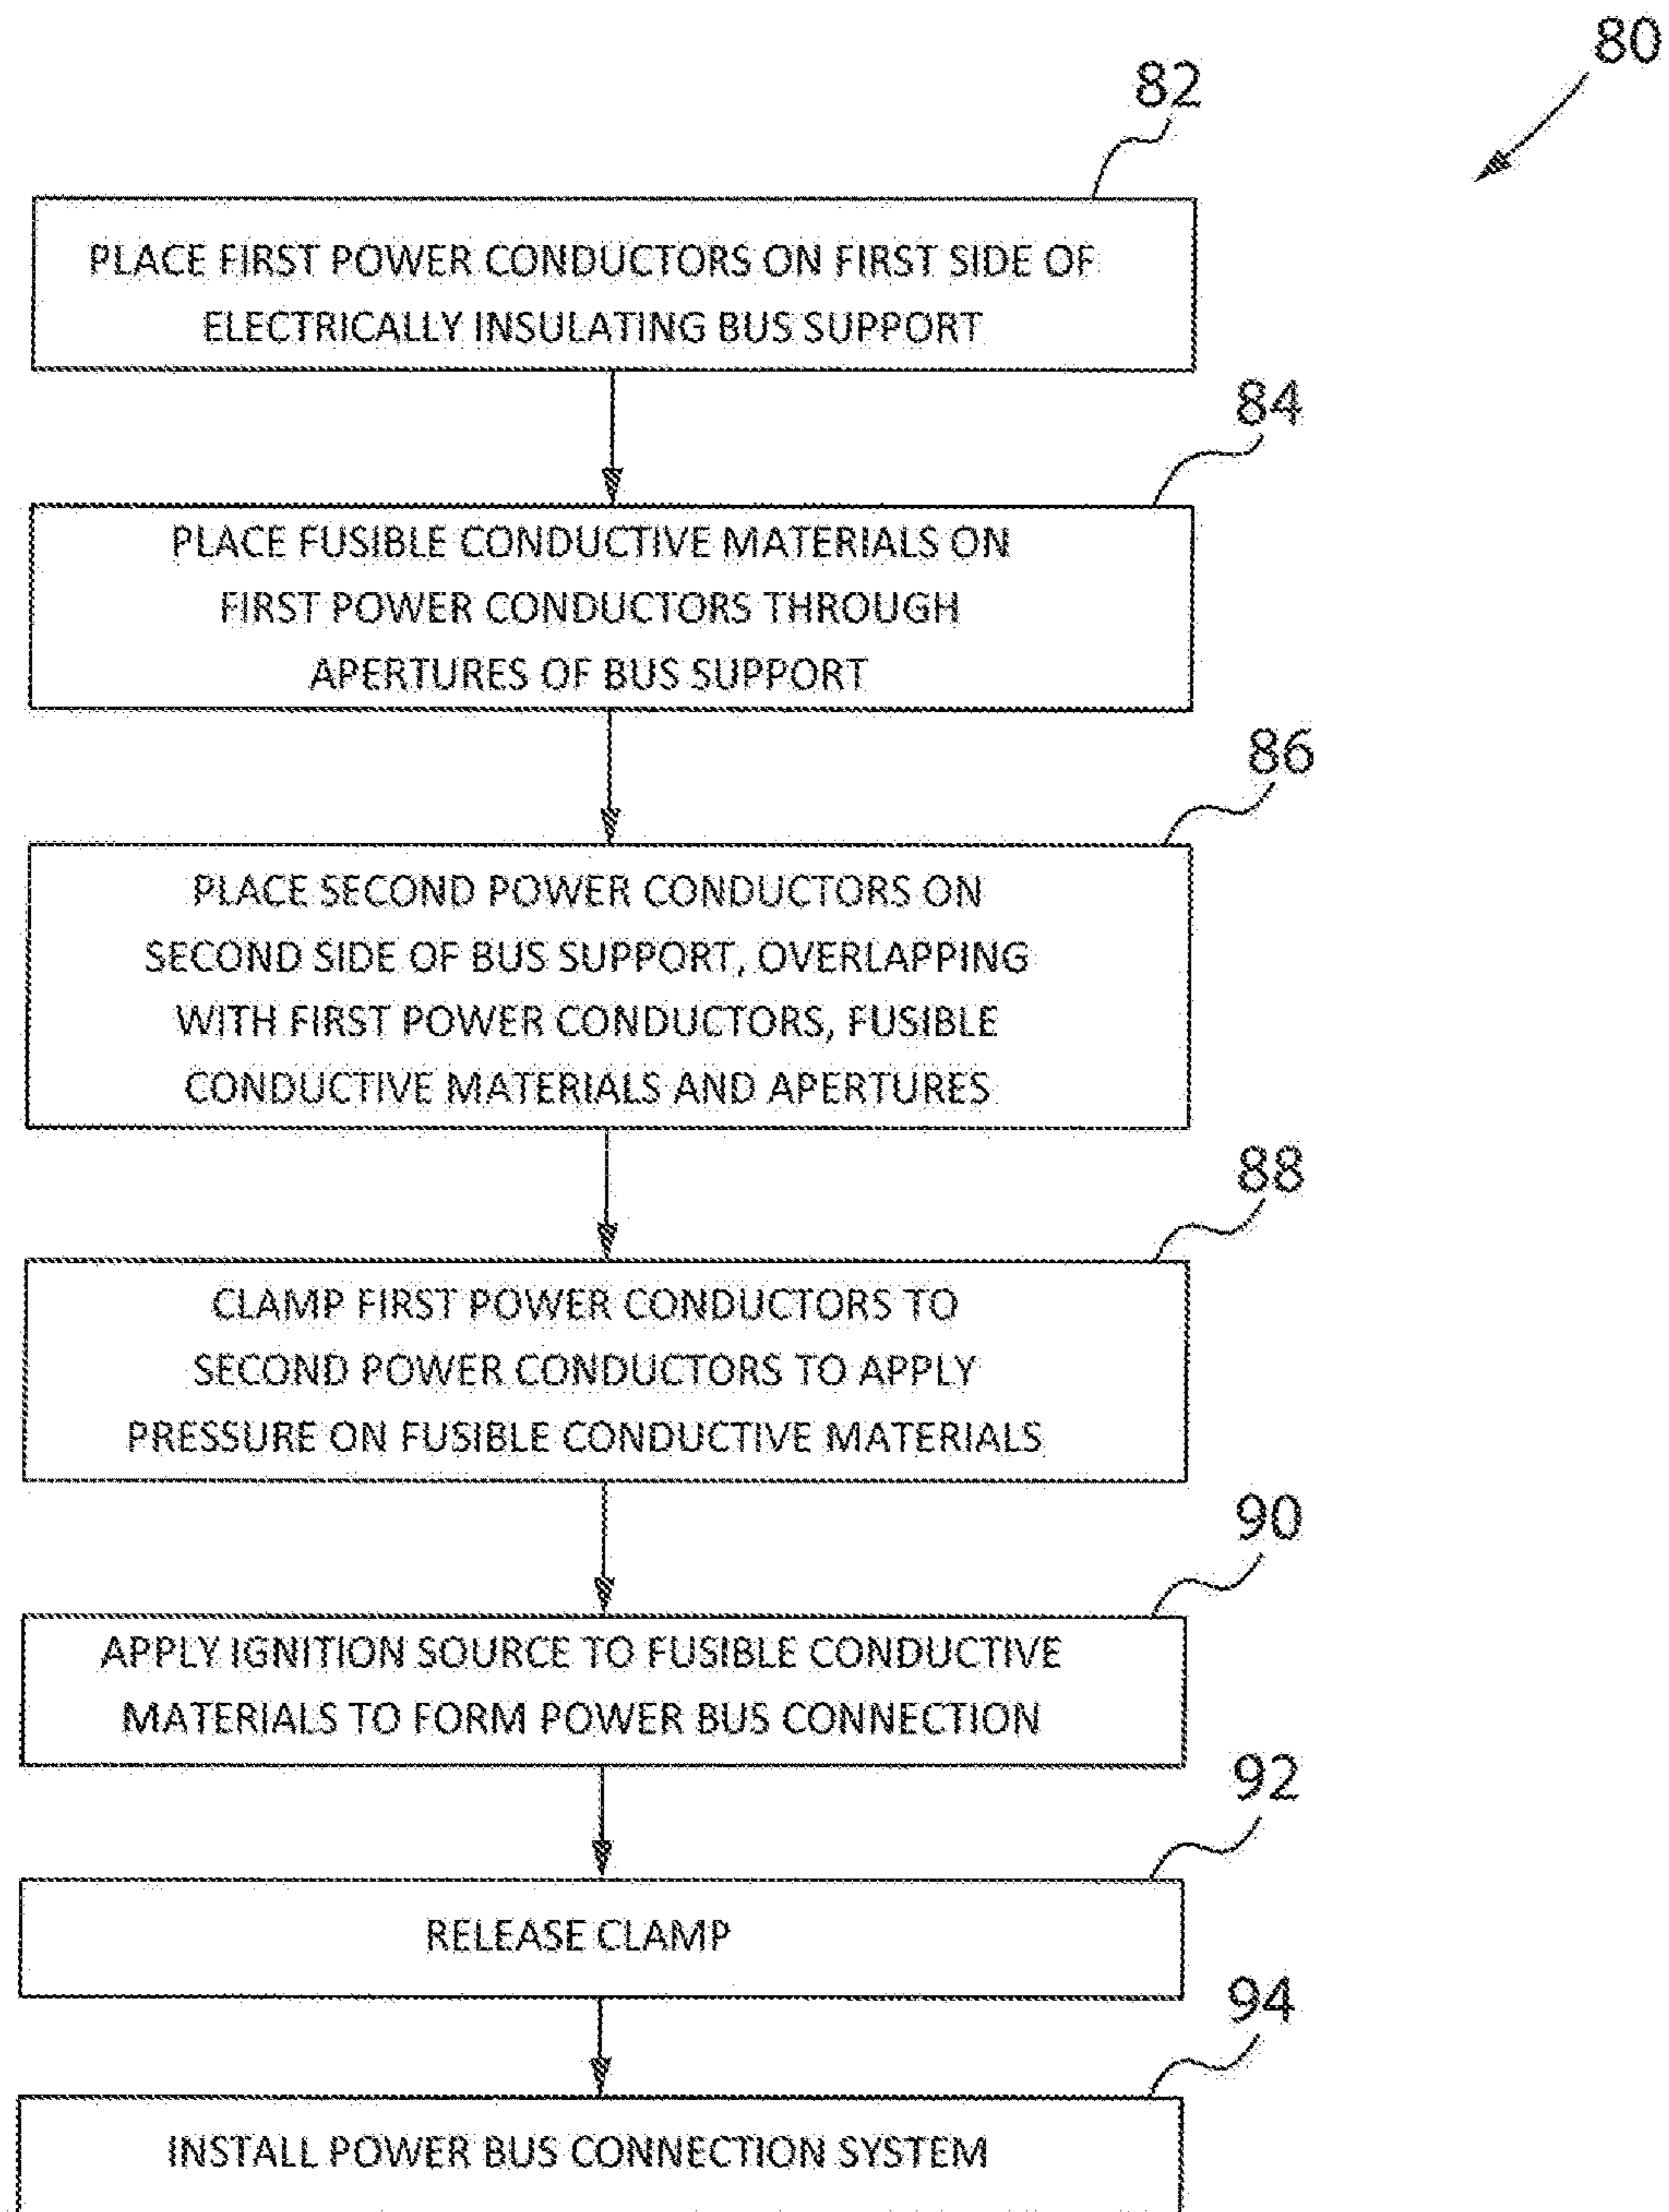 80
82
PLACE FIRST POWER CONDUCTORS ON FIRST SIDE OF
ELECTRICALLY INSULATING BUS SUPPORT
84
PLACE FUSIBLE CONDUCTIVE MATERIALS ON
FIRST POWER CONDUCTORS THROUGH
APERTURES OF BUS SUPPORT
86
PLACE SECOND POWER CONDUCTORS ON
SECOND SIDE OF BUS SUPPORT, OVERLAPPING
WITH FIRST POWER CONDUCTORS, FUSIBLE
CONDUCTIVE MATERIALS AND APERTURES
88
CLAMP FIRST POWER CONDUCTORS TO
SECOND POWER CONDUCTORS TO APPLY
PRESSURE ON FUSIBLE CONDUCTIVE MATERIALS
90
APPLY IGNITION SOURCE TO FUSIBLE CONDUCTIVE
MATERIALS TO FORM POWER BUS CONNECTION
92
RELEASE CLAMP
94
INSTALL POWER BUS CONNECTION SYSTEM